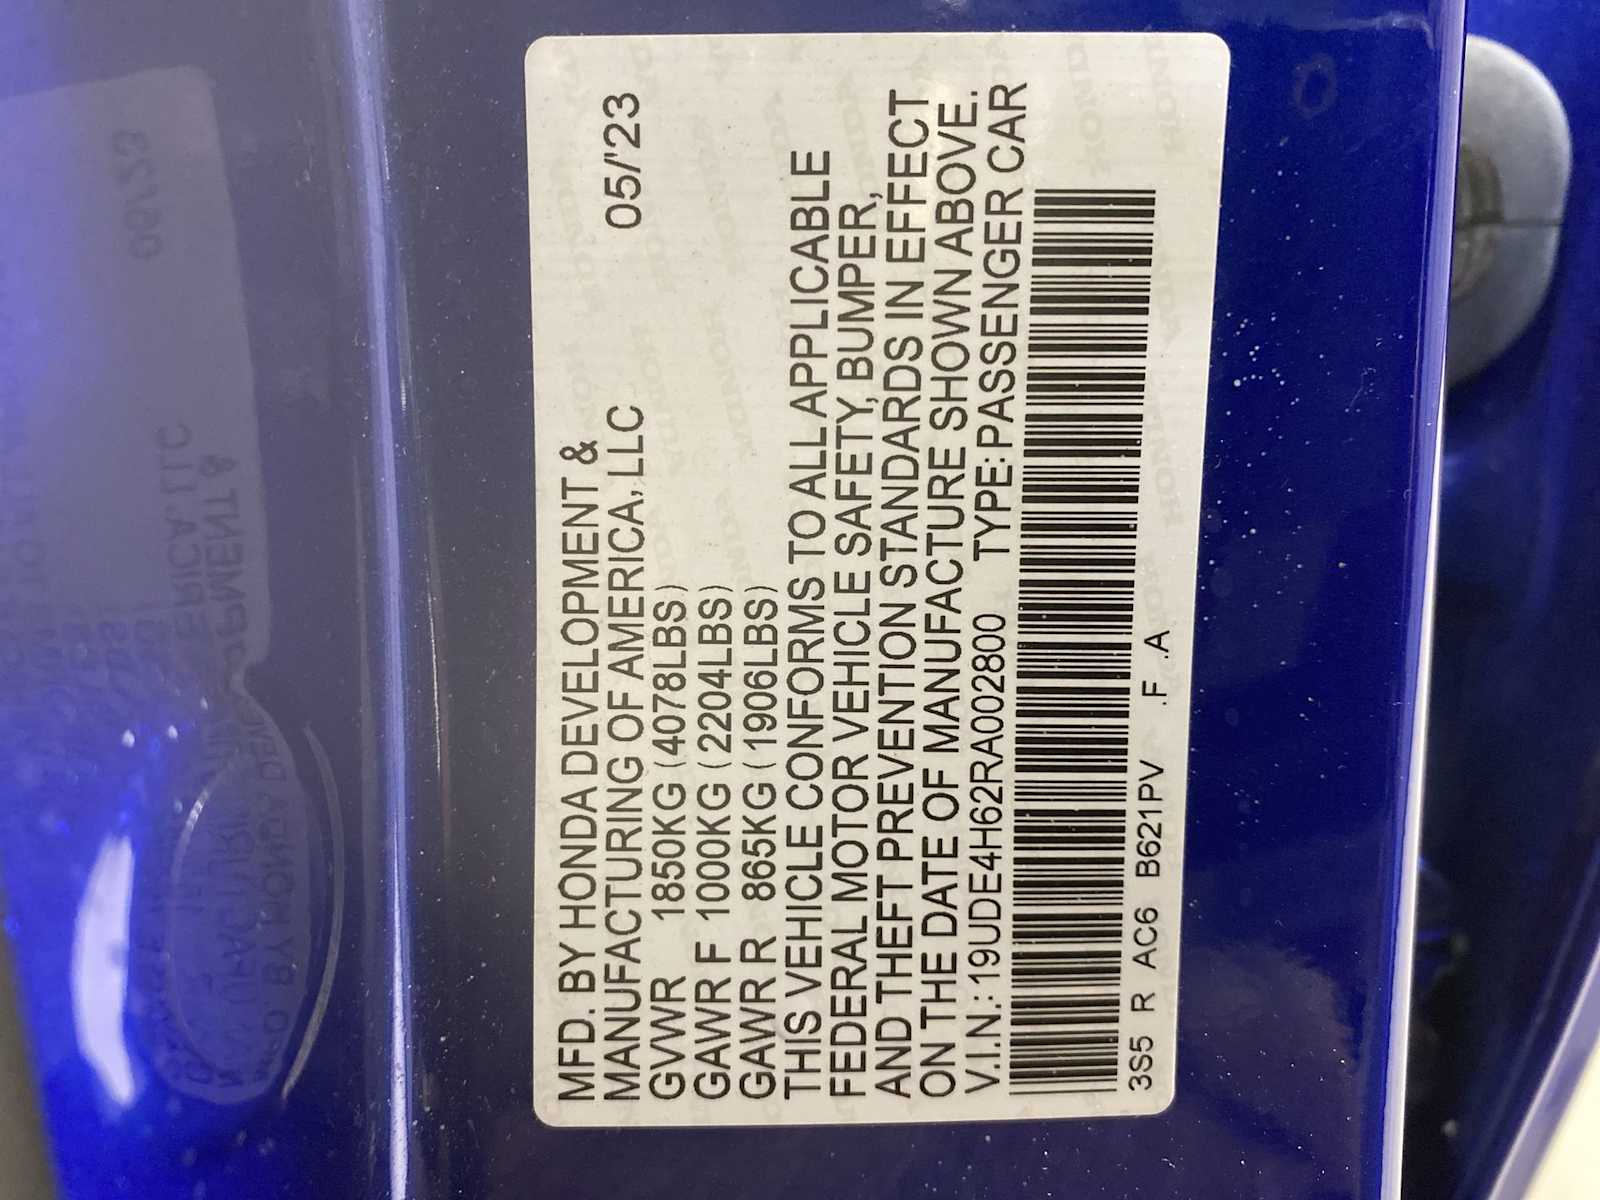 MFD. BY HONDA DEVELOPMENT &
MANUFACTURING OF AMERICA, LLC 05/'23
GVWR 1850KG (4078LBS)
GAWR F 1000KG (2204LBS)
GAWR R 865KG (1906LBS)
THIS VEHICLE CONFORMS TO ALL APPLICABLE
FEDERAL MOTOR VEHICLE SAFETY, BUMPER,
AND THEFT PREVENTION STANDARDS IN EFFECT
ON THE DATE OF MANUFACTURE SHOWN ABOVE.
V.I.N.: 19UDE4H62RA002800 TYPE: PASSENGER CAR
3S5 R AC6 B621PV .F .A